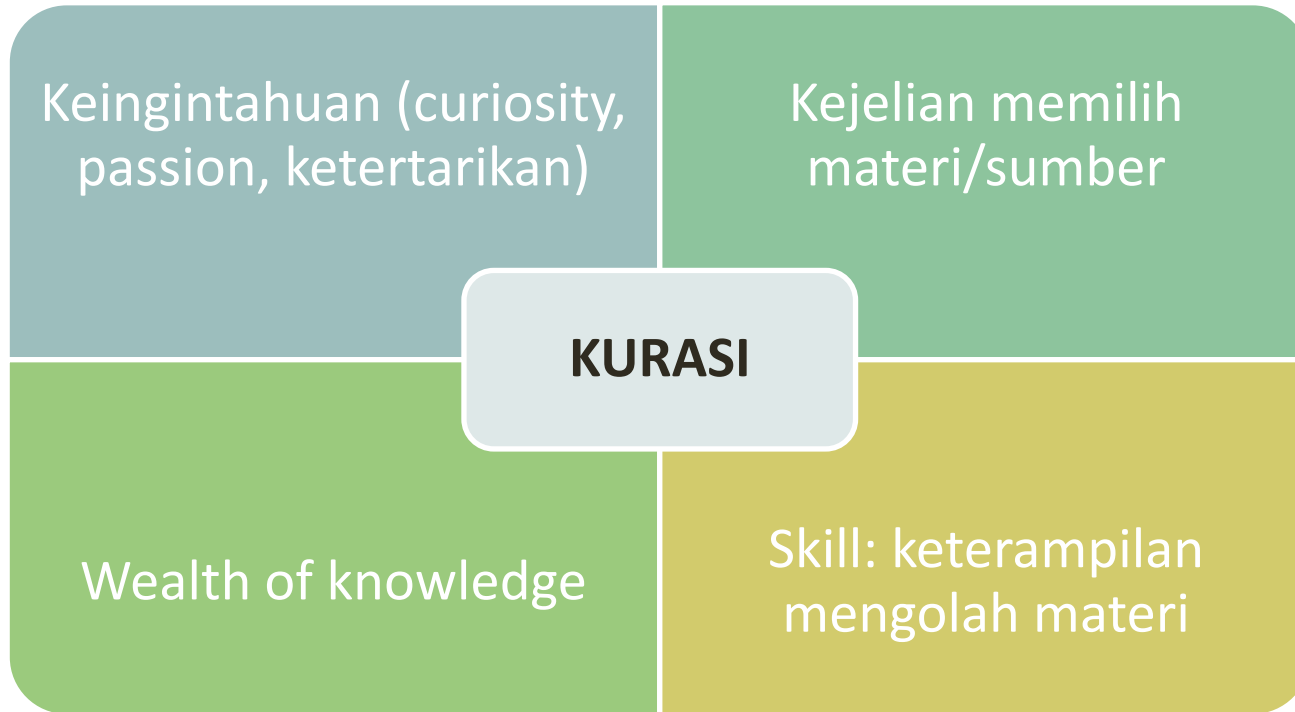 Keingintahuan (curiosity,
passion, ketertarikan)
Kejelian memilih
materi/sumber
KURASI
Wealth of knowledge
Skill: keterampilan
mengolah materi